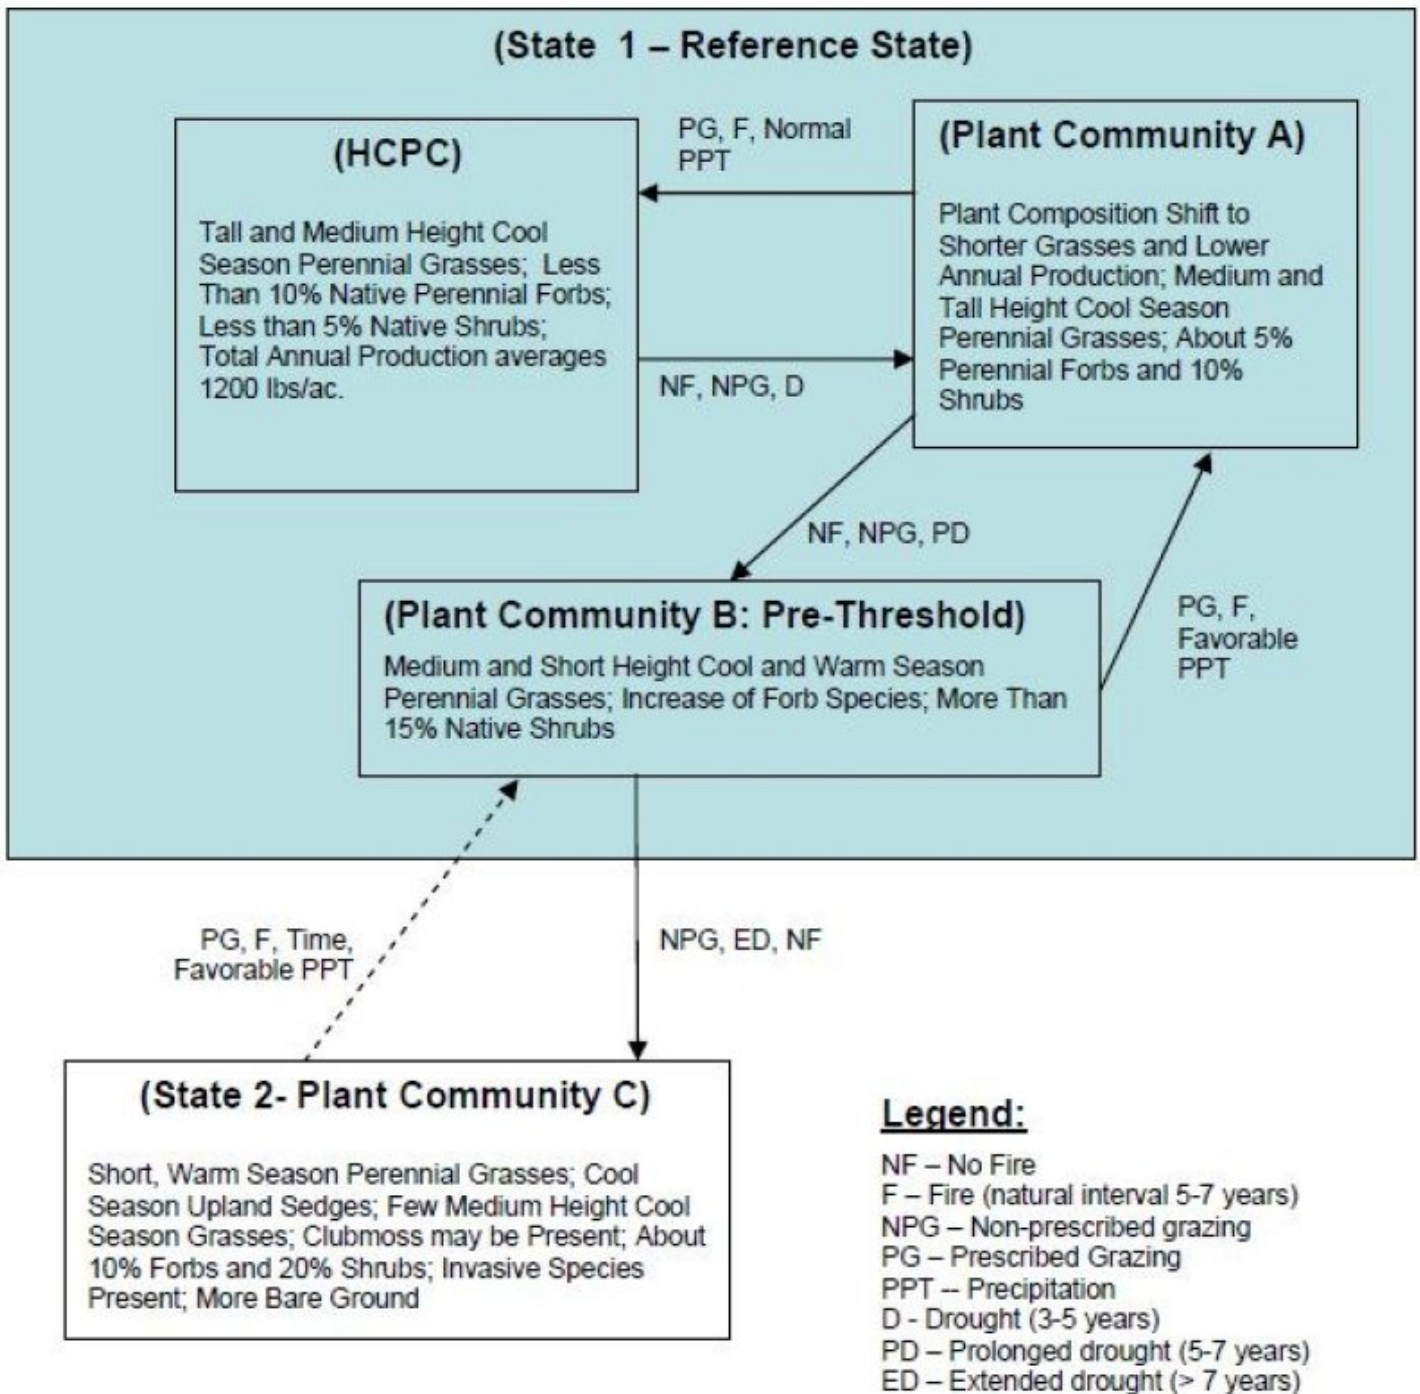 (State 1 – Reference State)
(HCPC)
Tall and Medium Height Cool
Season Perennial Grasses; Less
Than 10% Native Perennial Forbs;
Less than 5% Native Shrubs;
Total Annual Production averages
1200 lbs/ac.
PG, F, Normal
PPT
NF, NPG, D
(Plant Community A)
Plant Composition Shift to
Shorter Grasses and Lower
Annual Production; Medium and
Tall Height Cool Season
Perennial Grasses; About 5%
Perennial Forbs and 10%
Shrubs
NF, NPG, PD
PG, F,
Favorable
PPT
(Plant Community B: Pre-Threshold)
Medium and Short Height Cool and Warm Season
Perennial Grasses; Increase of Forb Species; More Than
15% Native Shrubs
PG, F, Time,
Favorable PPT
NPG, ED, NF
(State 2- Plant Community C)
Short, Warm Season Perennial Grasses; Cool
Season Upland Sedges; Few Medium Height Cool
Season Grasses; Clubmoss may be Present; About
10% Forbs and 20% Shrubs; Invasive Species
Present; More Bare Ground
Legend:
NF – No Fire
F – Fire (natural interval 5-7 years)
NPG – Non-prescribed grazing
PG – Prescribed Grazing
PPT -- Precipitation
D - Drought (3-5 years)
PD – Prolonged drought (5-7 years)
ED – Extended drought (> 7 years)